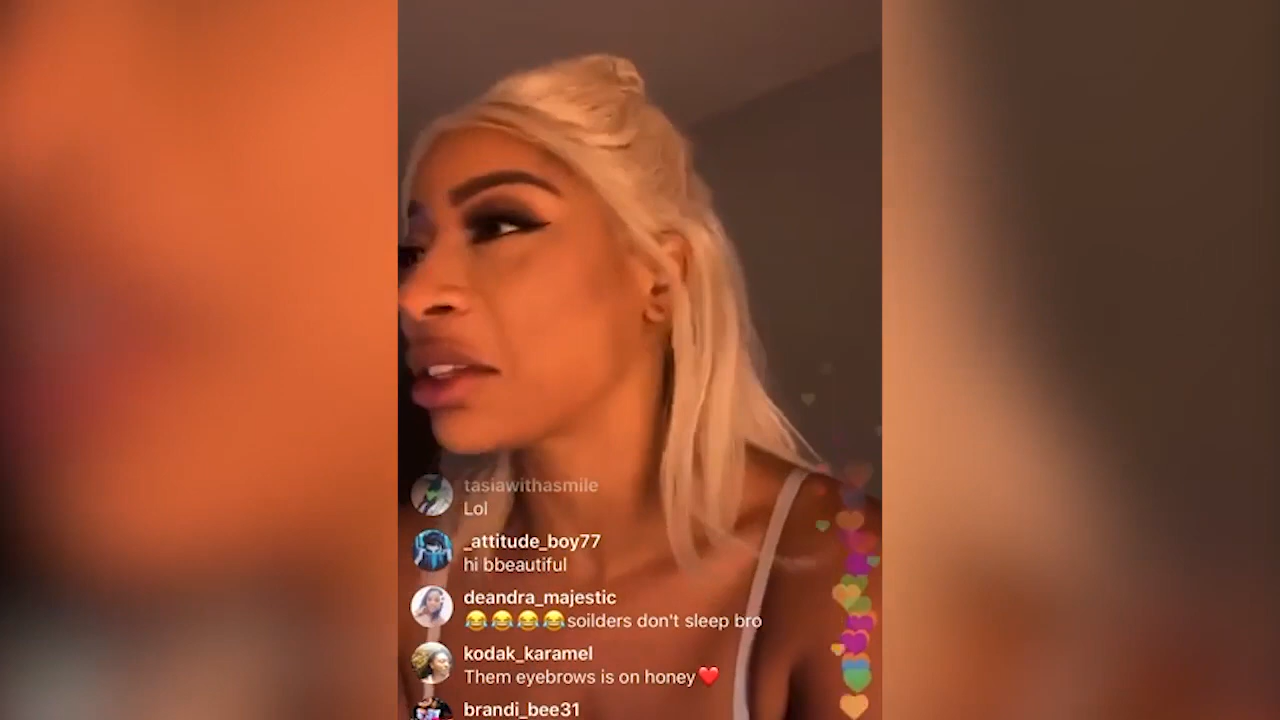 tasiawithasmile
Lol
_attitude_boy77
hi bbeautiful
deandra_majestic
😂😂😂😂soilders don't sleep bro
kodak_karamel
Them eyebrows is on honey❤️
brandi_bee31